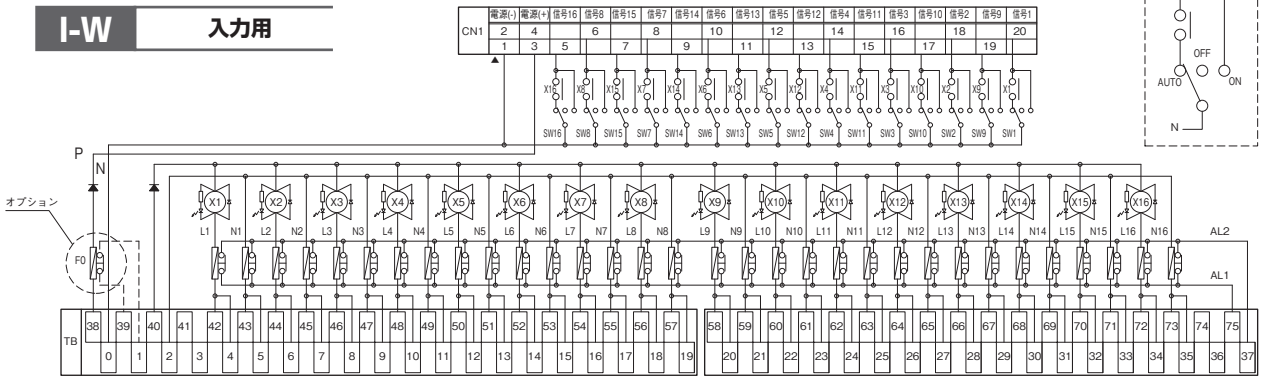 I-W 入力用
CN1 電源(-) 電源(+) 信号16 信号8 信号15 信号7 信号14 信号6 信号13 信号5 信号12 信号4 信号11 信号3 信号10 信号2 信号9 信号1
2 4 6 8 10 12 14 16 18 20
1 3 5 7 9 11 13 15 17 19
OFF
AUTO ON
N
X16 X8 X15 X7 X14 X6 X13 X5 X12 X4 X11 X3 X10 X2 X9 X1
SW16 SW8 SW15 SW7 SW14 SW6 SW13 SW5 SW12 SW4 SW11 SW3 SW10 SW2 SW9 SW1
P
N
オプション
X1 X2 X3 X4 X5 X6 X7 X8 X9 X10 X11 X12 X13 X14 X15 X16
L1 N1 L2 N2 L3 N3 L4 N4 L5 N5 L6 N6 L7 N7 L8 N8 L9 N9 L10 N10 L11 N11 L12 N12 L13 N13 L14 N14 L15 N15 L16 N16 AL2
F0
AL1
TB
38 39 40 41 42 43 44 45 46 47 48 49 50 51 52 53 54 55 56 57 58 59 60 61 62 63 64 65 66 67 68 69 70 71 72 73 74 75
0 1 2 3 4 5 6 7 8 9 10 11 12 13 14 15 16 17 18 19 20 21 22 23 24 25 26 27 28 29 30 31 32 33 34 35 36 37